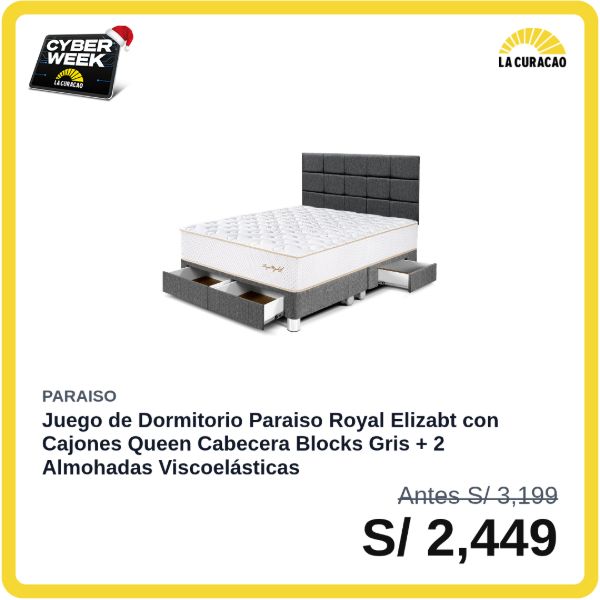 CYBER
WEEK
LA CURACAO
LA CURACAO
PARAISO
Juego de Dormitorio Paraiso Royal Elizabt con
Cajones Queen Cabecera Blocks Gris + 2
Almohadas Viscoelásticas
Antes S/ 3,199
S/ 2,449